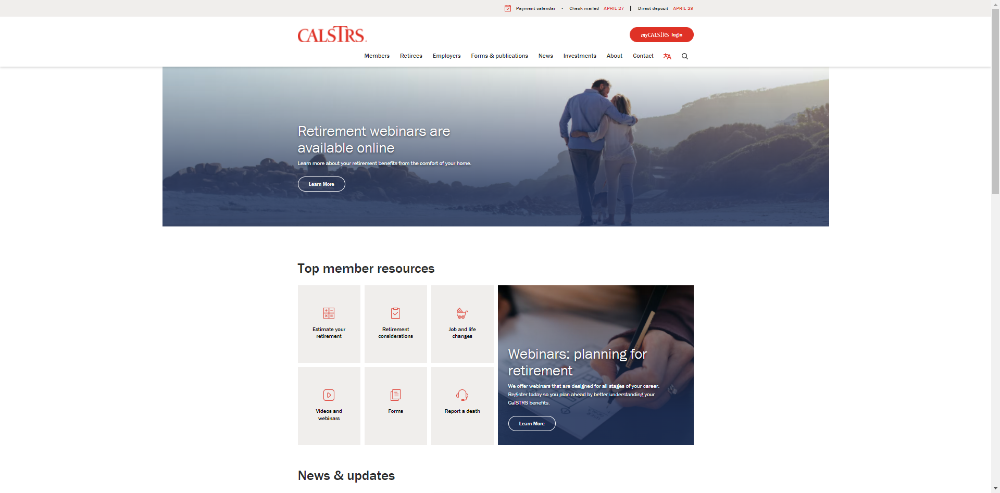 Payment calendar - Check mailed APRIL 27 | Direct deposit APRIL 29
CALSTRS
myCALSTRS login
Members Retirees Employers Forms & publications News Investments About Contact
Retirement webinars are
available online
Learn more about your retirement benefits from the comfort of your home.
Learn More
Top member resources
Estimate your
retirement
Retirement
considerations
Job and life
changes
Videos and
webinars
Forms
Report a death
Webinars: planning for
retirement
We offer webinars that are designed for all stages of your career.
Register today so you plan ahead by better understanding your
CalSTRS benefits.
Learn More
News & updates